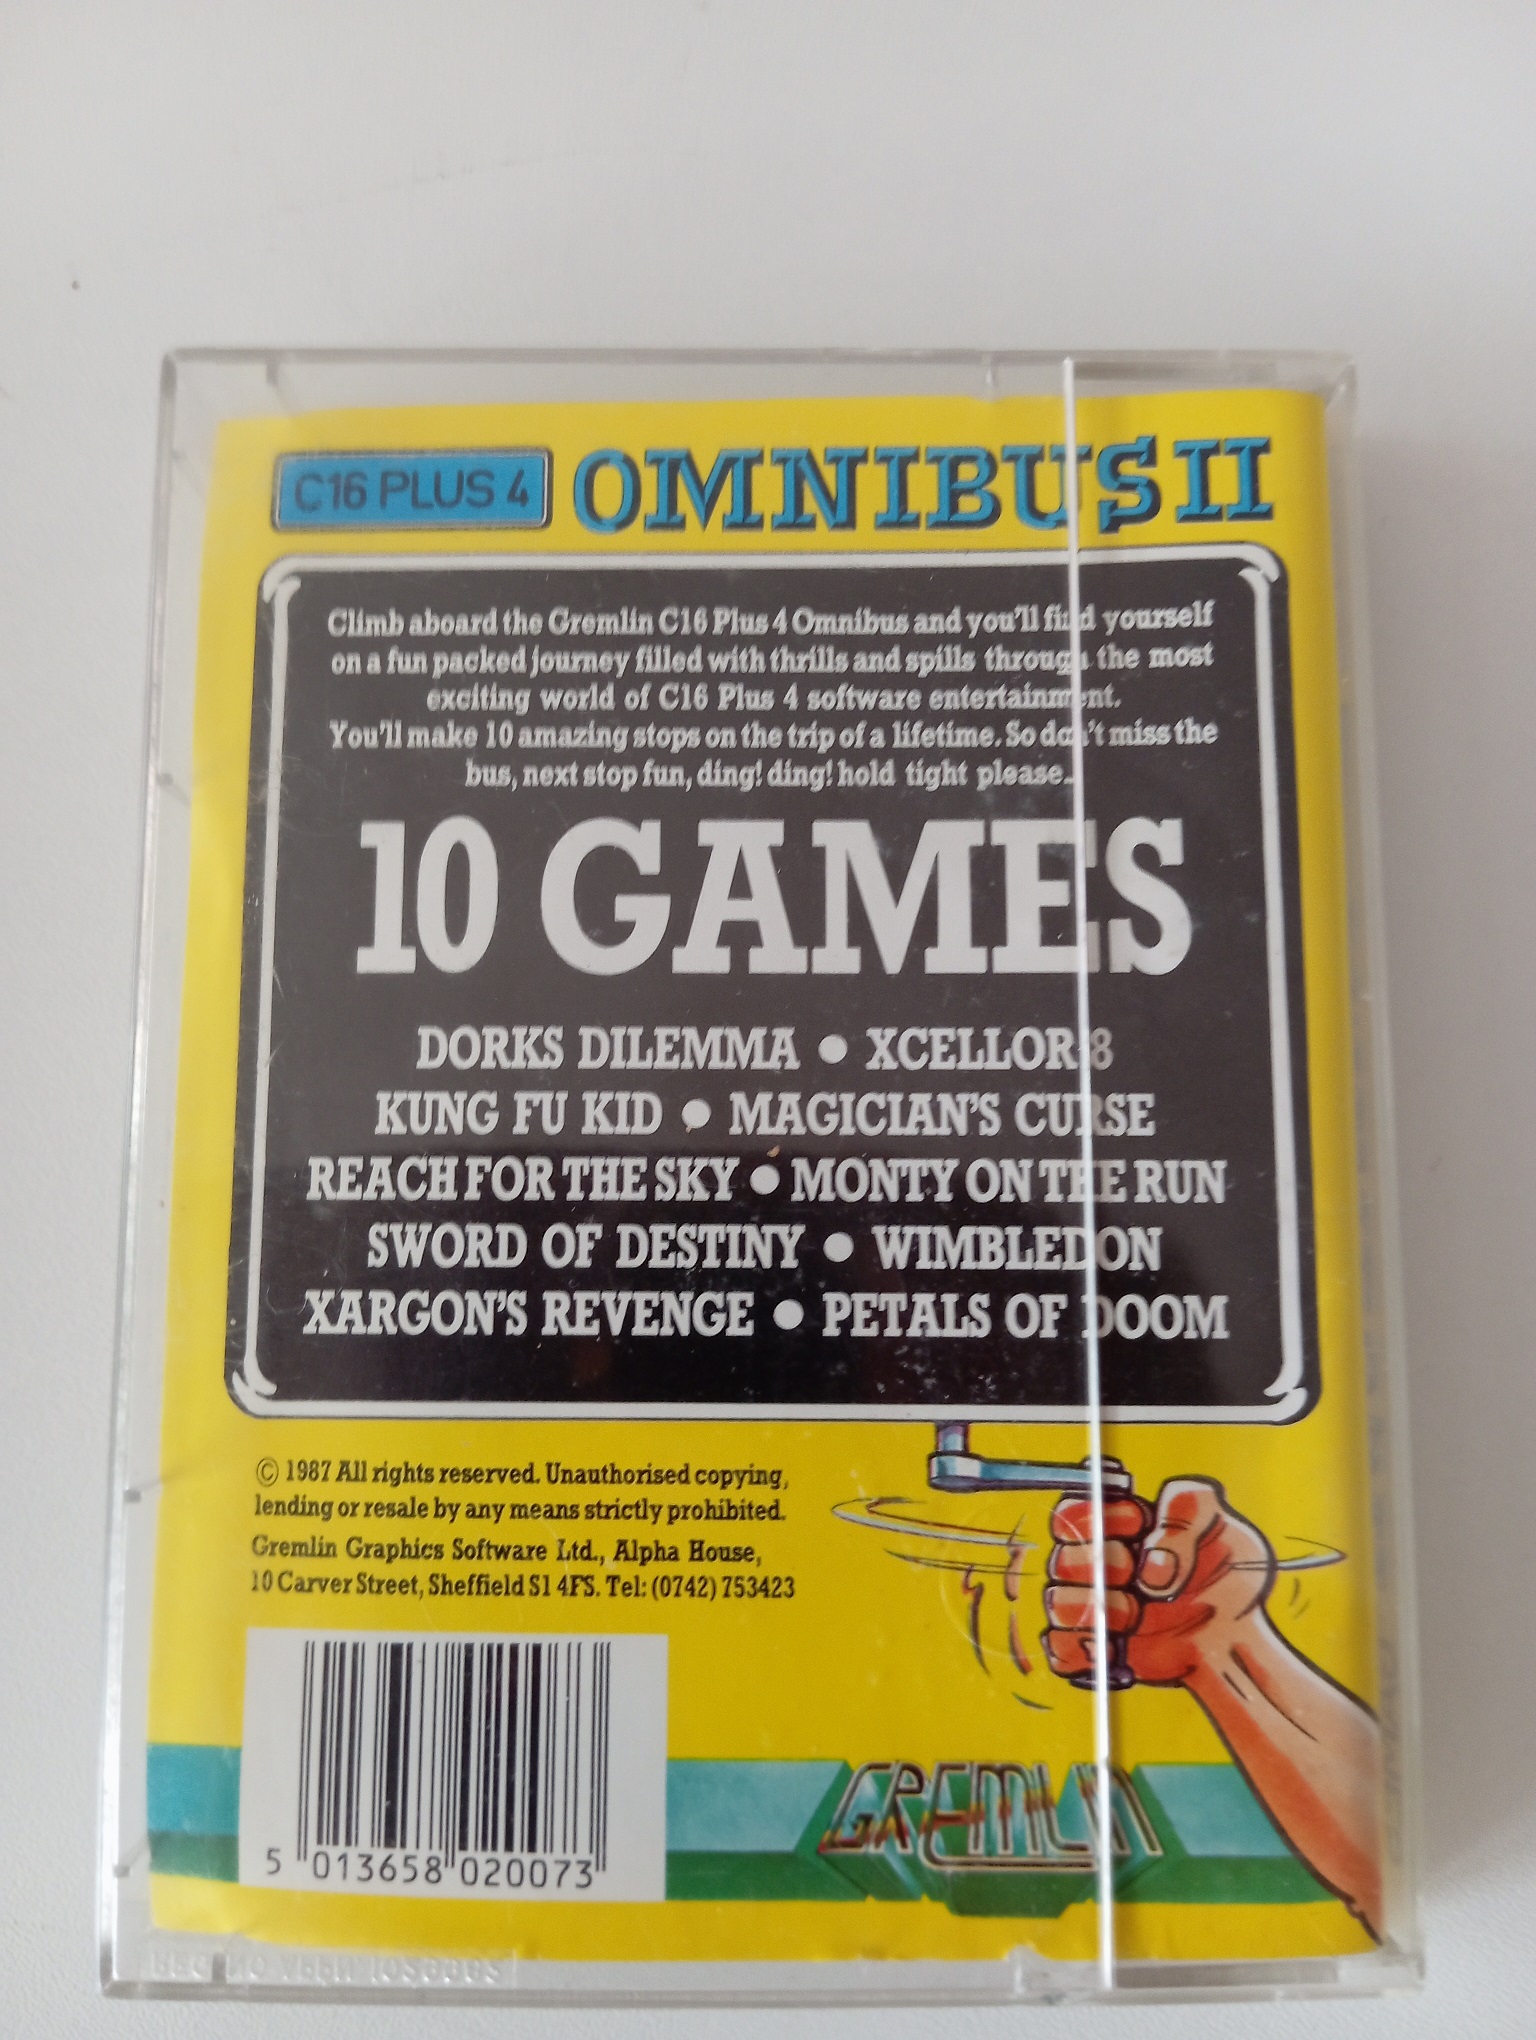 C16 PLUS 4 OMNIBUS II
Climb aboard the Gremlin C16 Plus 4 Omnibus and you'll find yourself
on a fun packed journey filled with thrills and spills through the most
exciting world of C16 Plus 4 software entertainment.
You'll make 10 amazing stops on the trip of a lifetime. So don't miss the
bus, next stop fun, ding! ding! hold tight please.
10 GAMES
DORKS DILEMMA ● XCELLOR 8
KUNG FU KID ● MAGICIAN'S CURSE
REACH FOR THE SKY ● MONTY ON THE RUN
SWORD OF DESTINY ● WIMBLEDON
XARGON'S REVENGE ● PETALS OF DOOM
© 1987 All rights reserved. Unauthorised copying,
lending or resale by any means strictly prohibited.
Gremlin Graphics Software Ltd., Alpha House,
10 Carver Street, Sheffield S1 4FS. Tel: (0742) 753423
GREMLIN
5 013658 020073